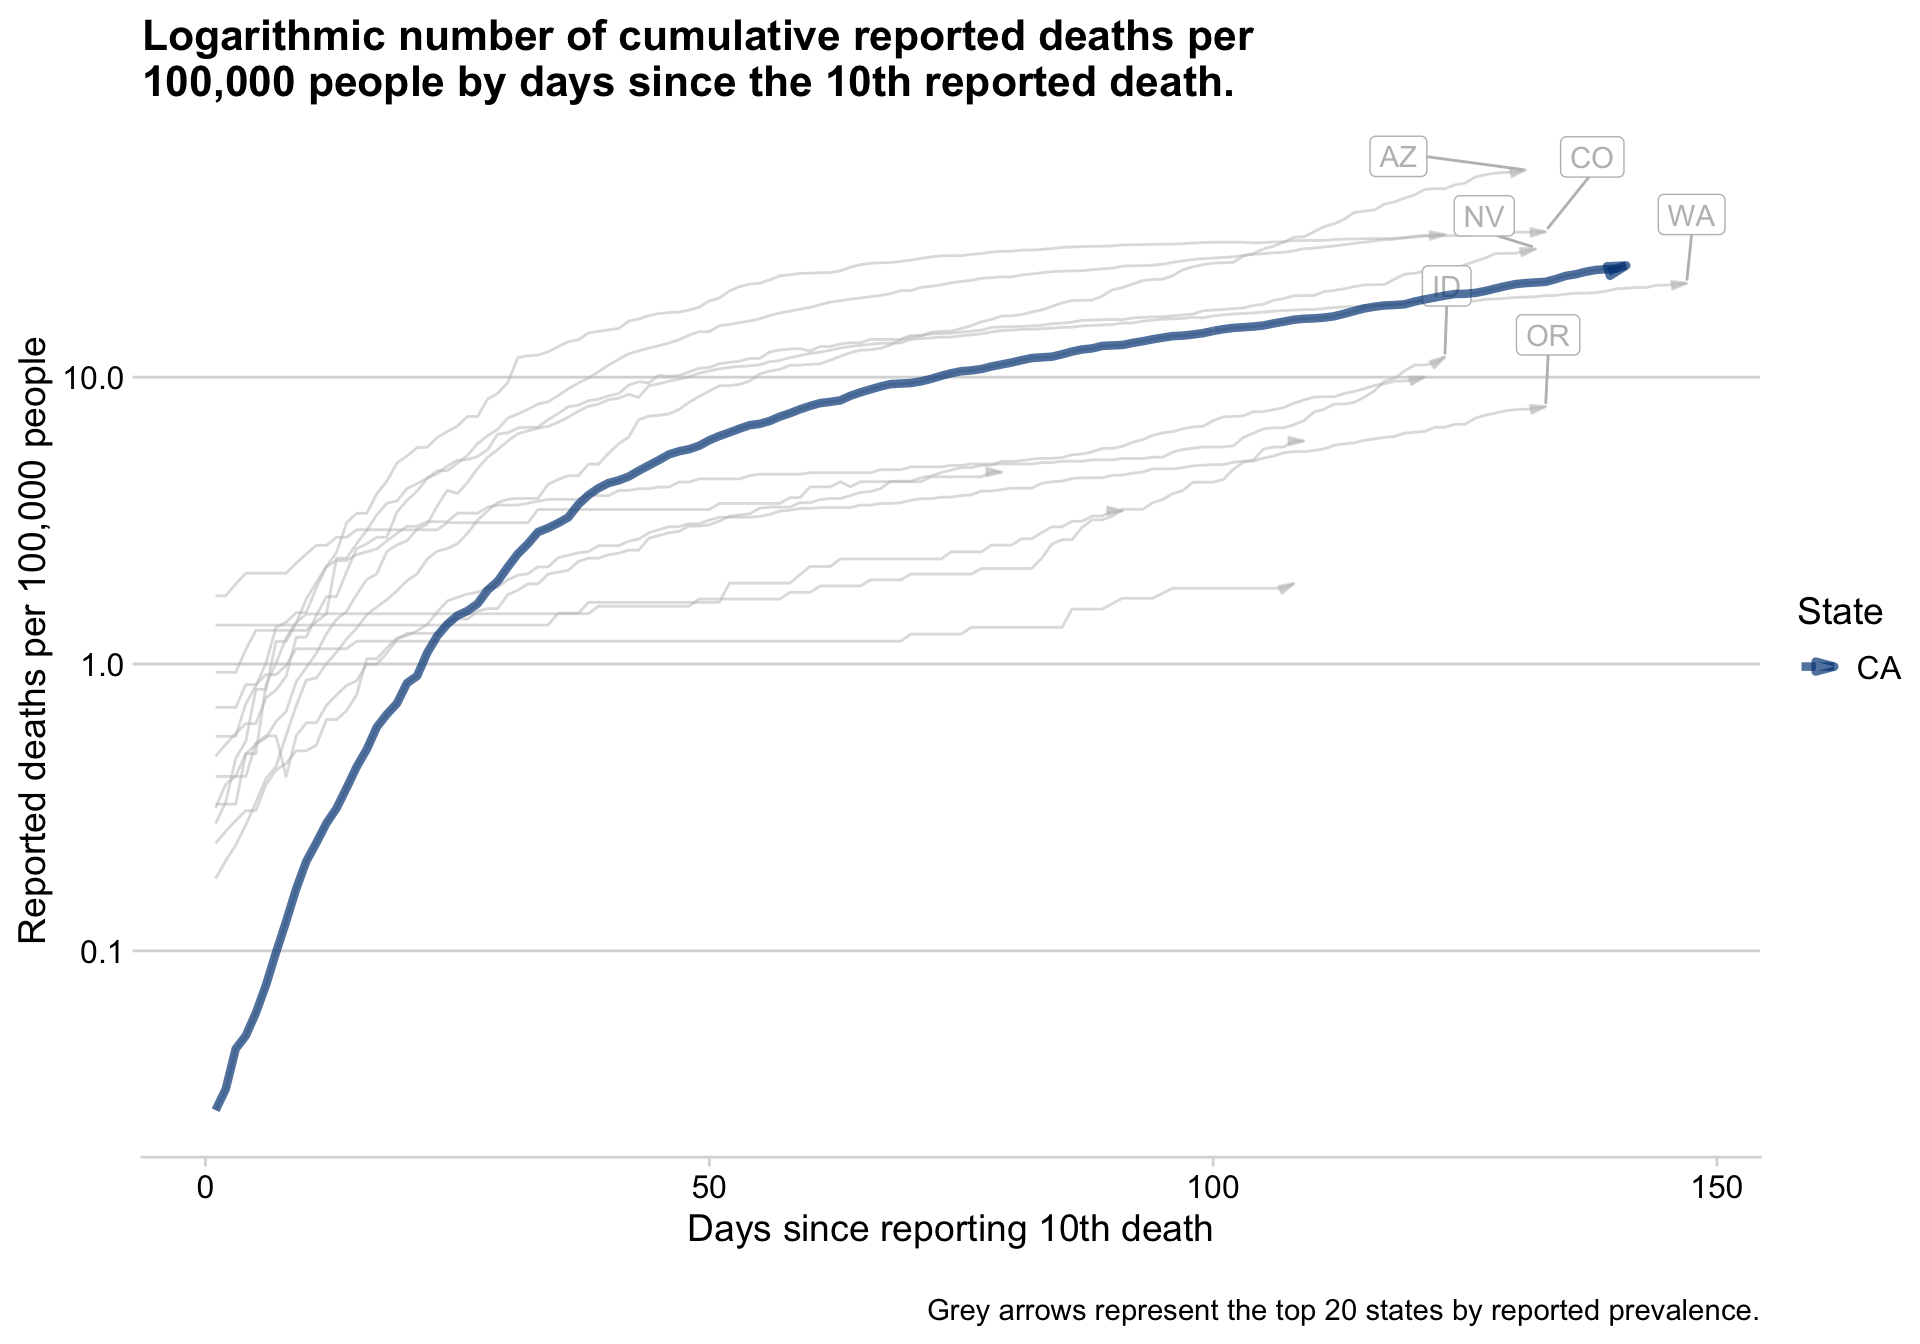 Logarithmic number of cumulative reported deaths per
100,000 people by days since the 10th reported death.
AZ
CO
NV
WA
ID
OR
Reported deaths per 100,000 people
10.0
1.0
0.1
State
CA
0
50
100
150
Days since reporting 10th death
Grey arrows represent the top 20 states by reported prevalence.